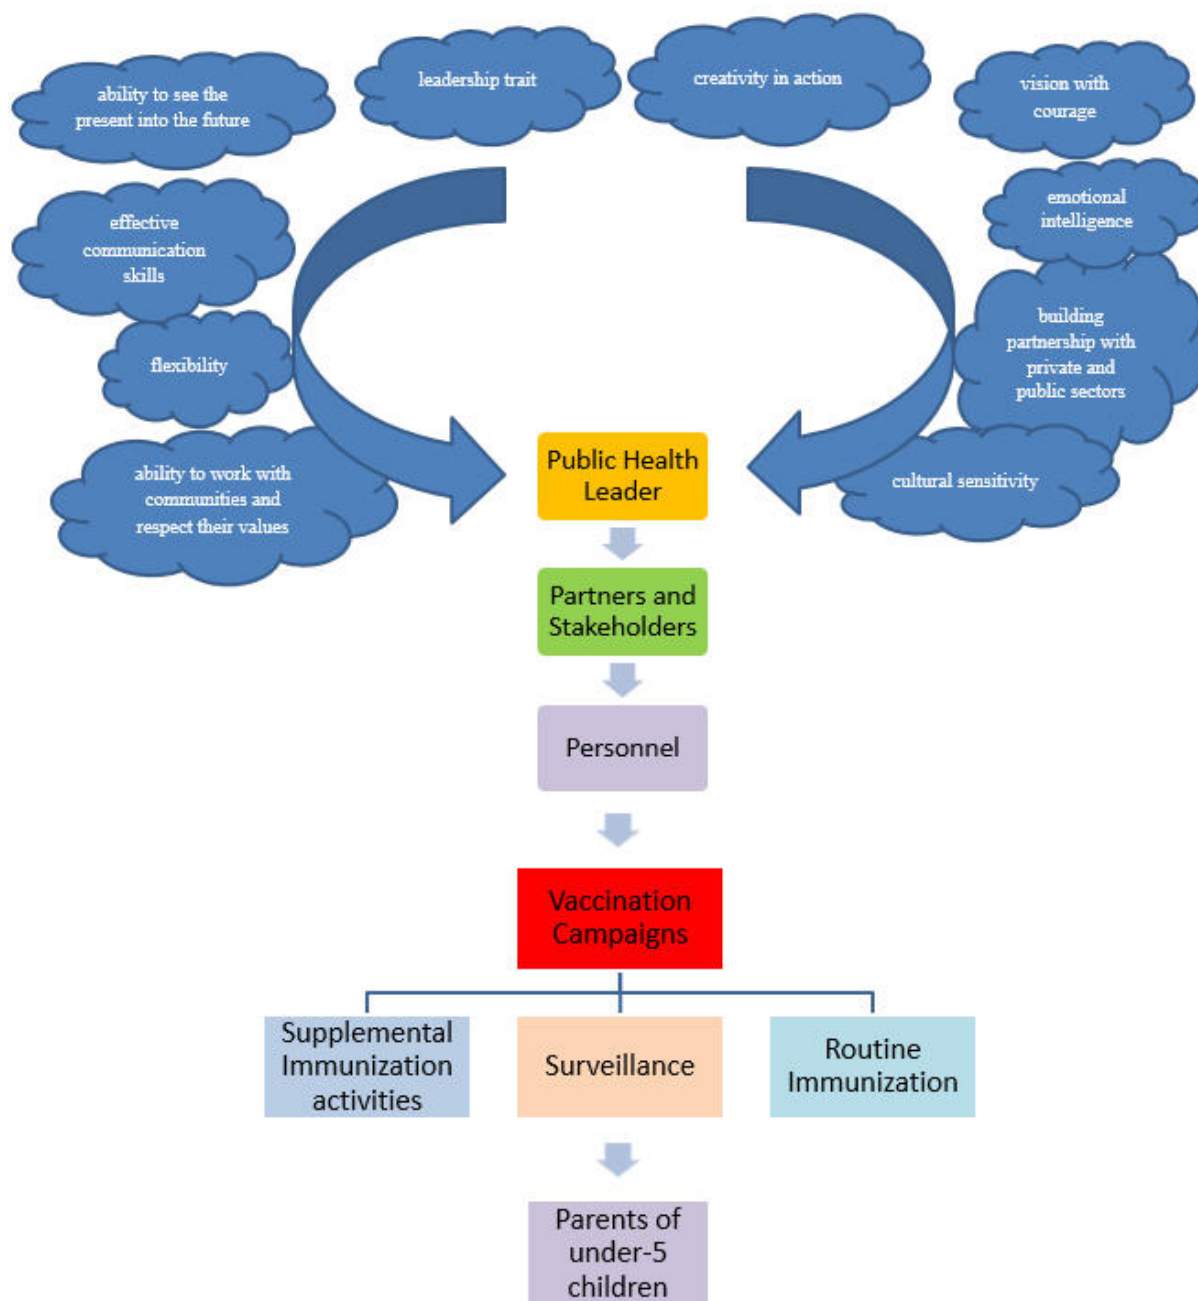 ability to see the
present into the future
leadership trait
creativity in action
vision with
courage
effective
communication
skills
emotional
intelligence
flexibility
building
partnership with
private and
public sectors
ability to work with
communities and
respect their values
cultural sensitivity
Public Health
Leader
Partners and
Stakeholders
Personnel
Vaccination
Campaigns
Supplemental
Immunization
activities
Surveillance
Routine
Immunization
Parents of
under-5
children